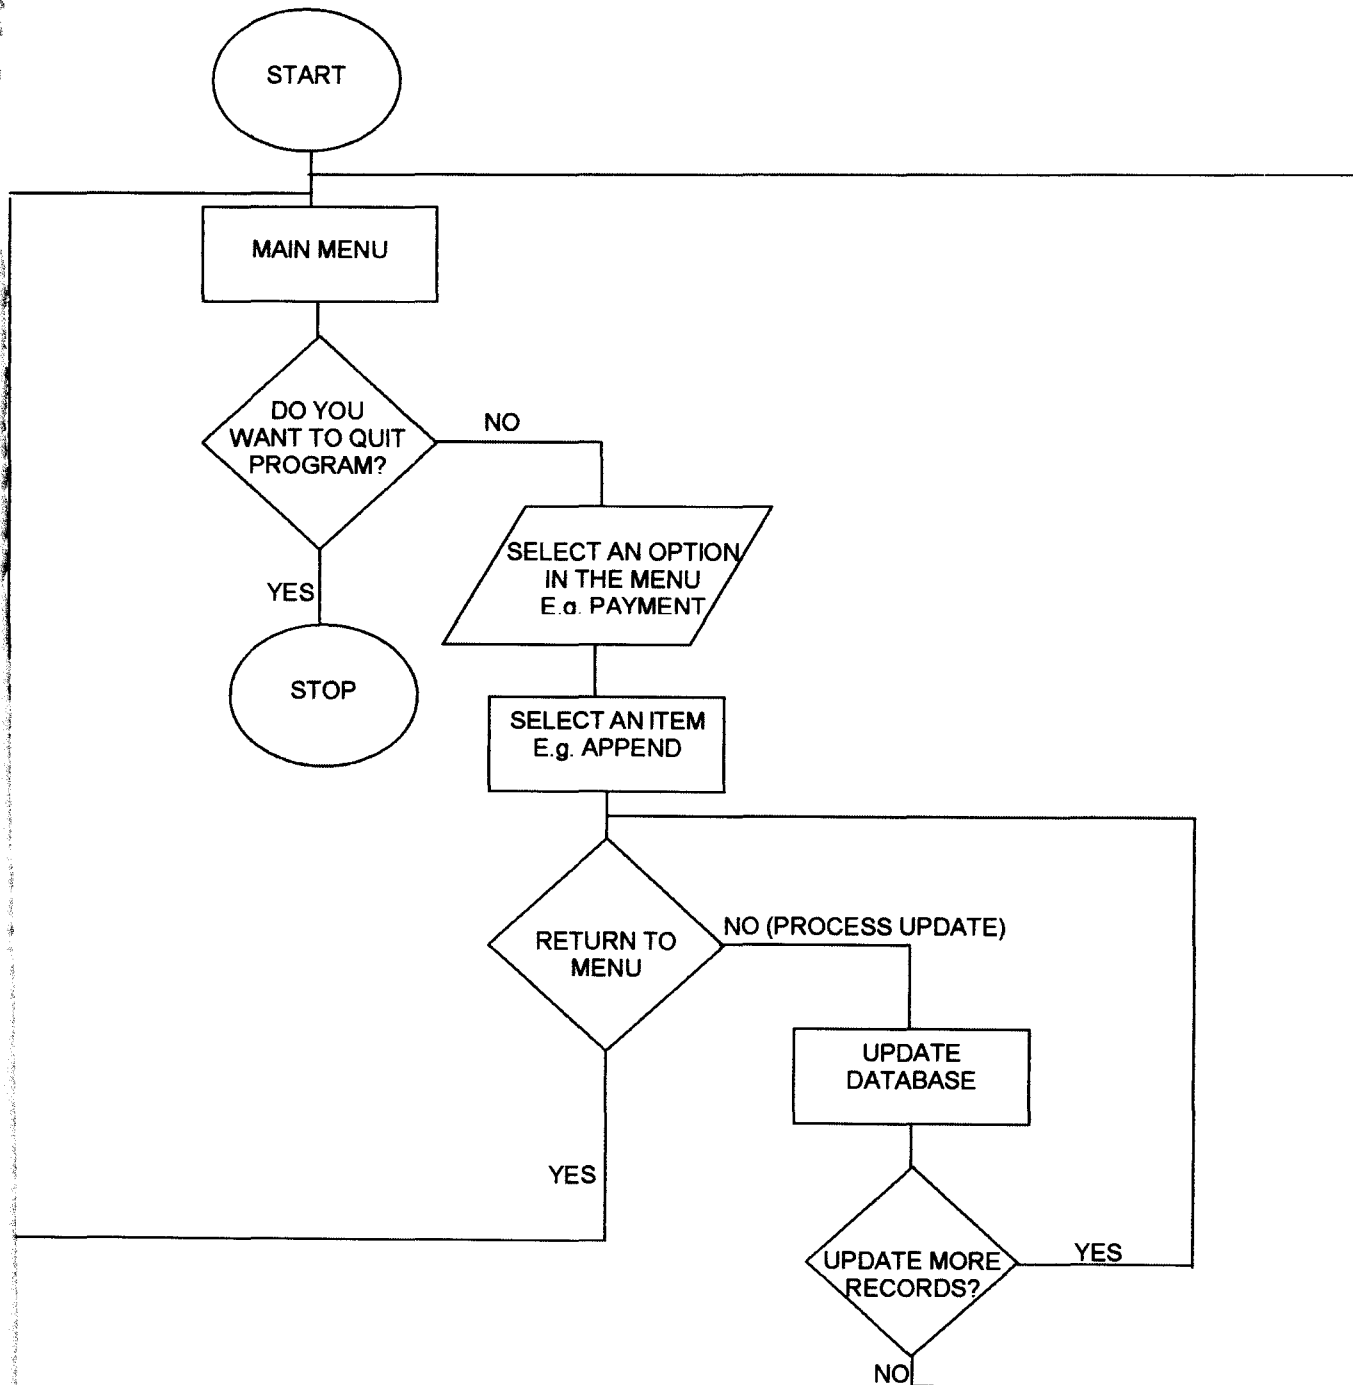 START
MAIN MENU
DO YOU
WANT TO QUIT
PROGRAM?
NO
YES
STOP
SELECT AN OPTION
IN THE MENU
E.g. PAYMENT
SELECT AN ITEM
E.g. APPEND
RETURN TO
MENU
NO (PROCESS UPDATE)
YES
UPDATE
DATABASE
UPDATE MORE
RECORDS?
YES
NO